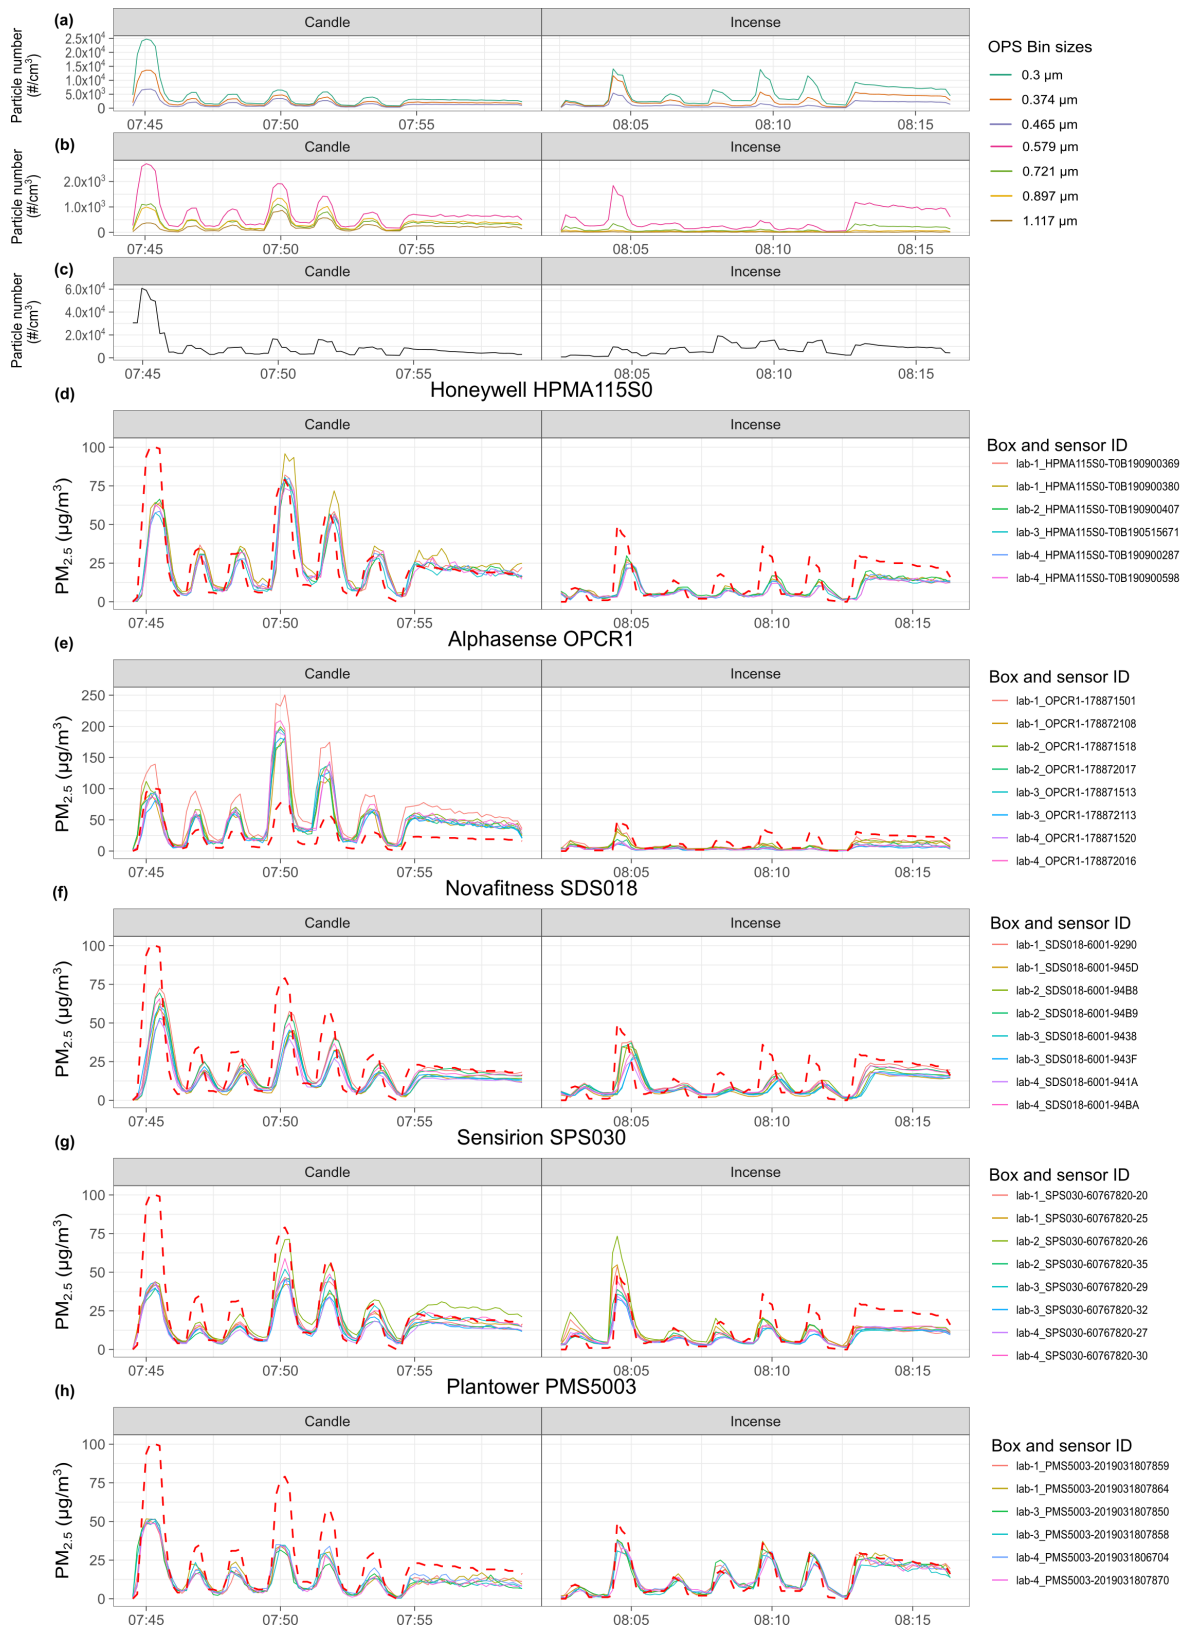 (a)
Candle
Incense
Particle number
(#/cm³)
2.5x10⁴
2.0x10⁴
1.5x10⁴
1.0x10⁴
5.0x10³
0.0
07:45
07:50
07:55
08:05
08:10
08:15
OPS Bin sizes
0.3 µm
0.374 µm
0.465 µm
0.579 µm
0.721 µm
0.897 µm
1.117 µm
(b)
Candle
Incense
Particle number
(#/cm³)
2.0x10³
1.0x10³
0
07:45
07:50
07:55
08:05
08:10
08:15
(c)
Candle
Incense
Particle number
(#/cm³)
6.0x10⁴
4.0x10⁴
2.0x10⁴
0
07:45
07:50
07:55
08:05
08:10
08:15
Honeywell HPMA115S0
(d)
Candle
Incense
PM₂.₅ (µg/m³)
100
75
50
25
0
07:45
07:50
07:55
08:05
08:10
08:15
Box and sensor ID
lab-1_HPMA115S0-T0B190900369
lab-1_HPMA115S0-T0B190900380
lab-2_HPMA115S0-T0B190900407
lab-3_HPMA115S0-T0B190515671
lab-4_HPMA115S0-T0B190900287
lab-4_HPMA115S0-T0B190900598
Alphasense OPCR1
(e)
Candle
Incense
PM₂.₅ (µg/m³)
250
200
150
100
50
0
07:45
07:50
07:55
08:05
08:10
08:15
Box and sensor ID
lab-1_OPCR1-178871501
lab-1_OPCR1-178872108
lab-2_OPCR1-178871518
lab-2_OPCR1-178872017
lab-3_OPCR1-178871513
lab-3_OPCR1-178872113
lab-4_OPCR1-178871520
lab-4_OPCR1-178872016
Novafitness SDS018
(f)
Candle
Incense
PM₂.₅ (µg/m³)
100
75
50
25
0
07:45
07:50
07:55
08:05
08:10
08:15
Box and sensor ID
lab-1_SDS018-6001-9290
lab-1_SDS018-6001-945D
lab-2_SDS018-6001-94B8
lab-2_SDS018-6001-94B9
lab-3_SDS018-6001-9438
lab-3_SDS018-6001-943F
lab-4_SDS018-6001-941A
lab-4_SDS018-6001-94BA
Sensirion SPS030
(g)
Candle
Incense
PM₂.₅ (µg/m³)
100
75
50
25
0
07:45
07:50
07:55
08:05
08:10
08:15
Box and sensor ID
lab-1_SPS030-60767820-20
lab-1_SPS030-60767820-25
lab-2_SPS030-60767820-26
lab-2_SPS030-60767820-35
lab-3_SPS030-60767820-29
lab-3_SPS030-60767820-32
lab-4_SPS030-60767820-27
lab-4_SPS030-60767820-30
Plantower PMS5003
(h)
Candle
Incense
PM₂.₅ (µg/m³)
100
75
50
25
0
07:45
07:50
07:55
08:05
08:10
08:15
Box and sensor ID
lab-1_PMS5003-2019031807859
lab-1_PMS5003-2019031807864
lab-3_PMS5003-2019031807850
lab-3_PMS5003-2019031807858
lab-4_PMS5003-2019031806704
lab-4_PMS5003-2019031807870